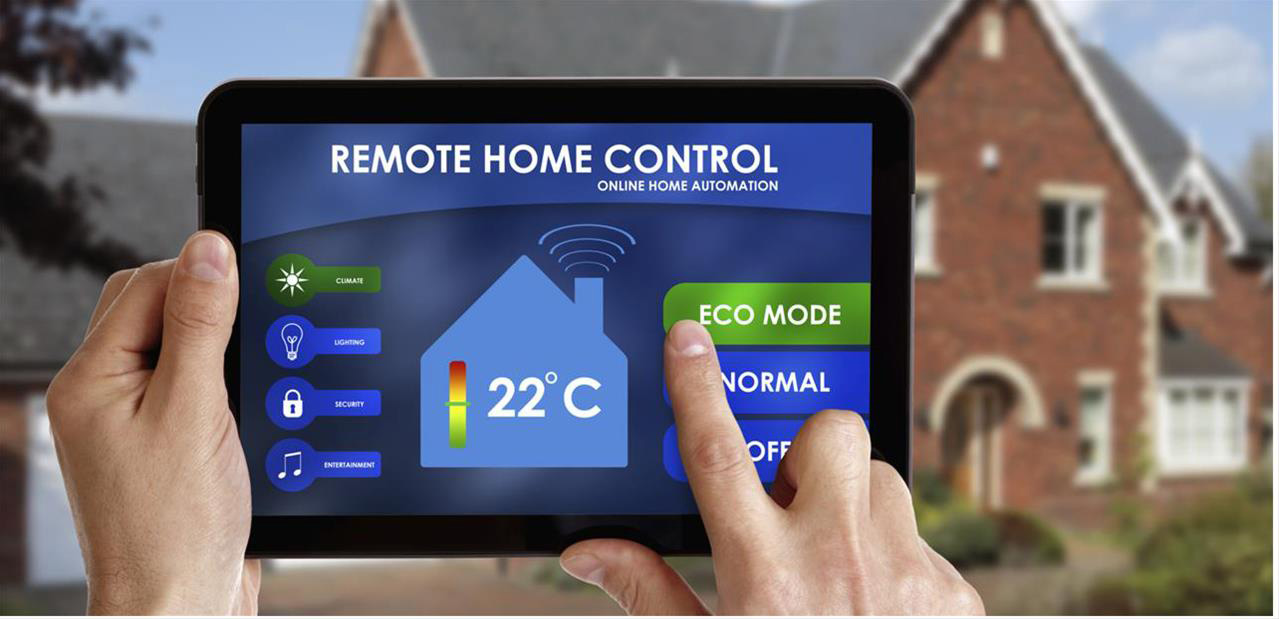 REMOTE HOME CONTROL
ONLINE HOME AUTOMATION
CLIMATE
LIGHTING
SECURITY
ENTERTAINMENT
22°C
ECO MODE
NORMAL
OFF